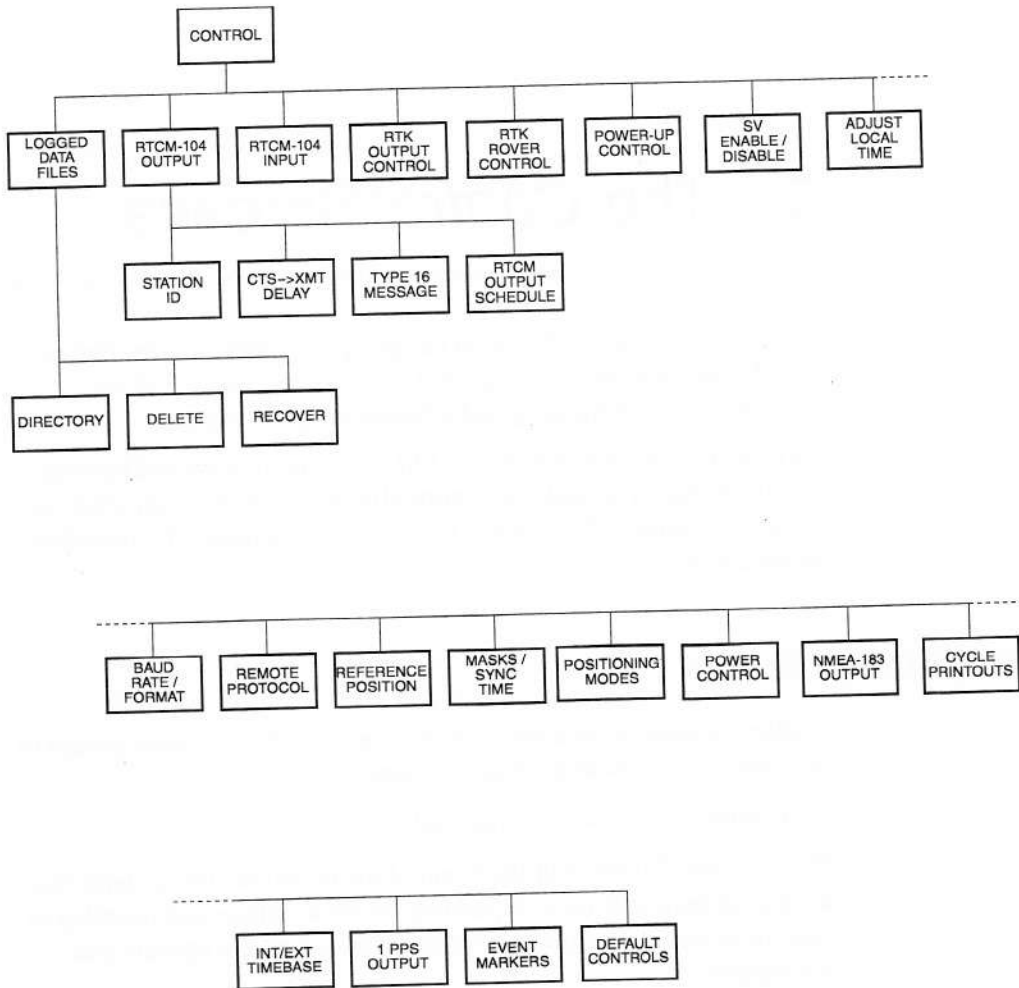 CONTROL
LOGGED
DATA
FILES
RTCM-104
OUTPUT
RTCM-104
INPUT
RTK
OUTPUT
CONTROL
RTK
ROVER
CONTROL
POWER-UP
CONTROL
SV
ENABLE /
DISABLE
ADJUST
LOCAL
TIME
STATION
ID
CTS->XMT
DELAY
TYPE 16
MESSAGE
RTCM
OUTPUT
SCHEDULE
DIRECTORY
DELETE
RECOVER
BAUD
RATE /
FORMAT
REMOTE
PROTOCOL
REFERENCE
POSITION
MASKS /
SYNC
TIME
POSITIONING
MODES
POWER
CONTROL
NMEA-183
OUTPUT
CYCLE
PRINTOUTS
INT/EXT
TIMEBASE
1 PPS
OUTPUT
EVENT
MARKERS
DEFAULT
CONTROLS